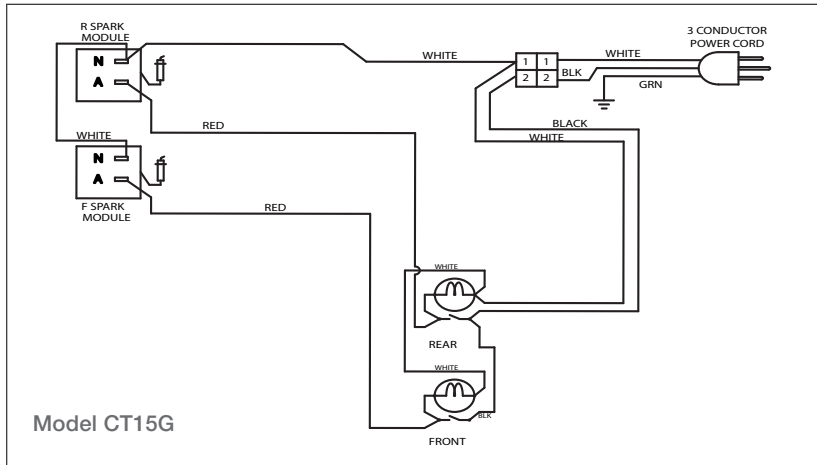 R SPARK
MODULE
3 CONDUCTOR
POWER CORD
N
A
WHITE
1 1
2 2
WHITE
BLK
GRN
RED
BLACK
WHITE
WHITE
N
A
F SPARK
MODULE
RED
WHITE
REAR
WHITE
BLK
FRONT
Model CT15G